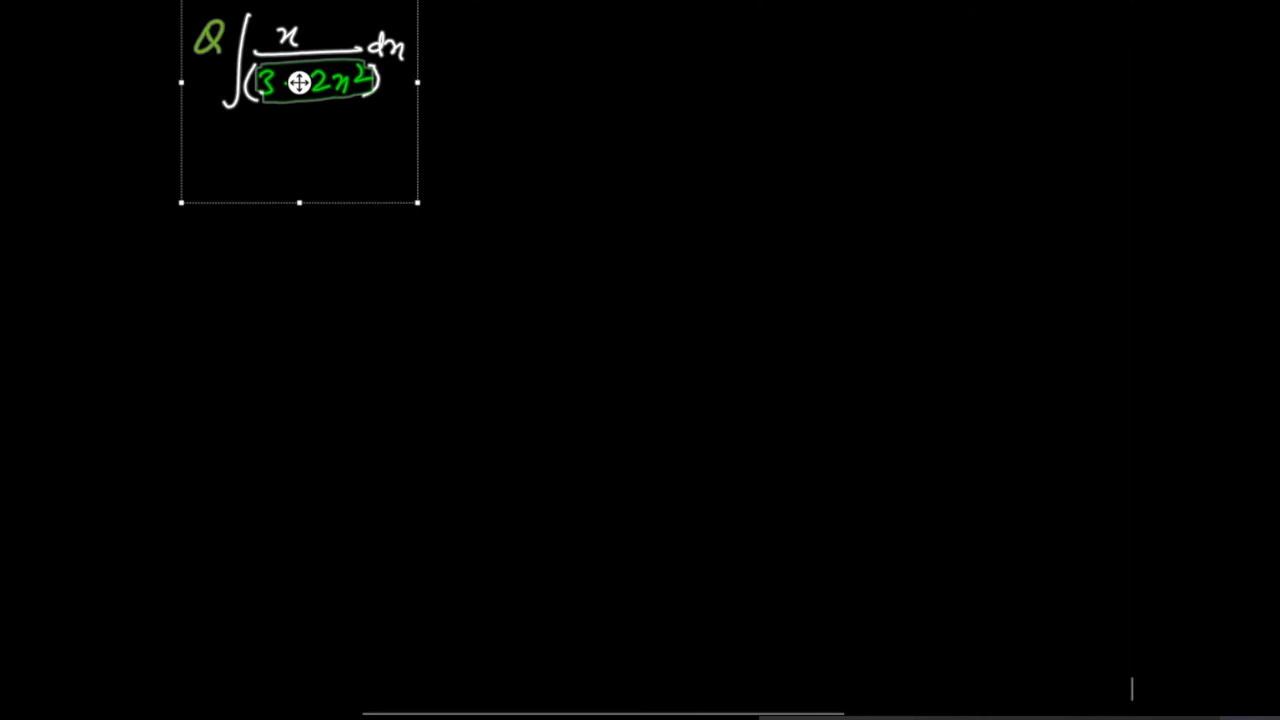 Q ∫ x / (3 2x²) dx